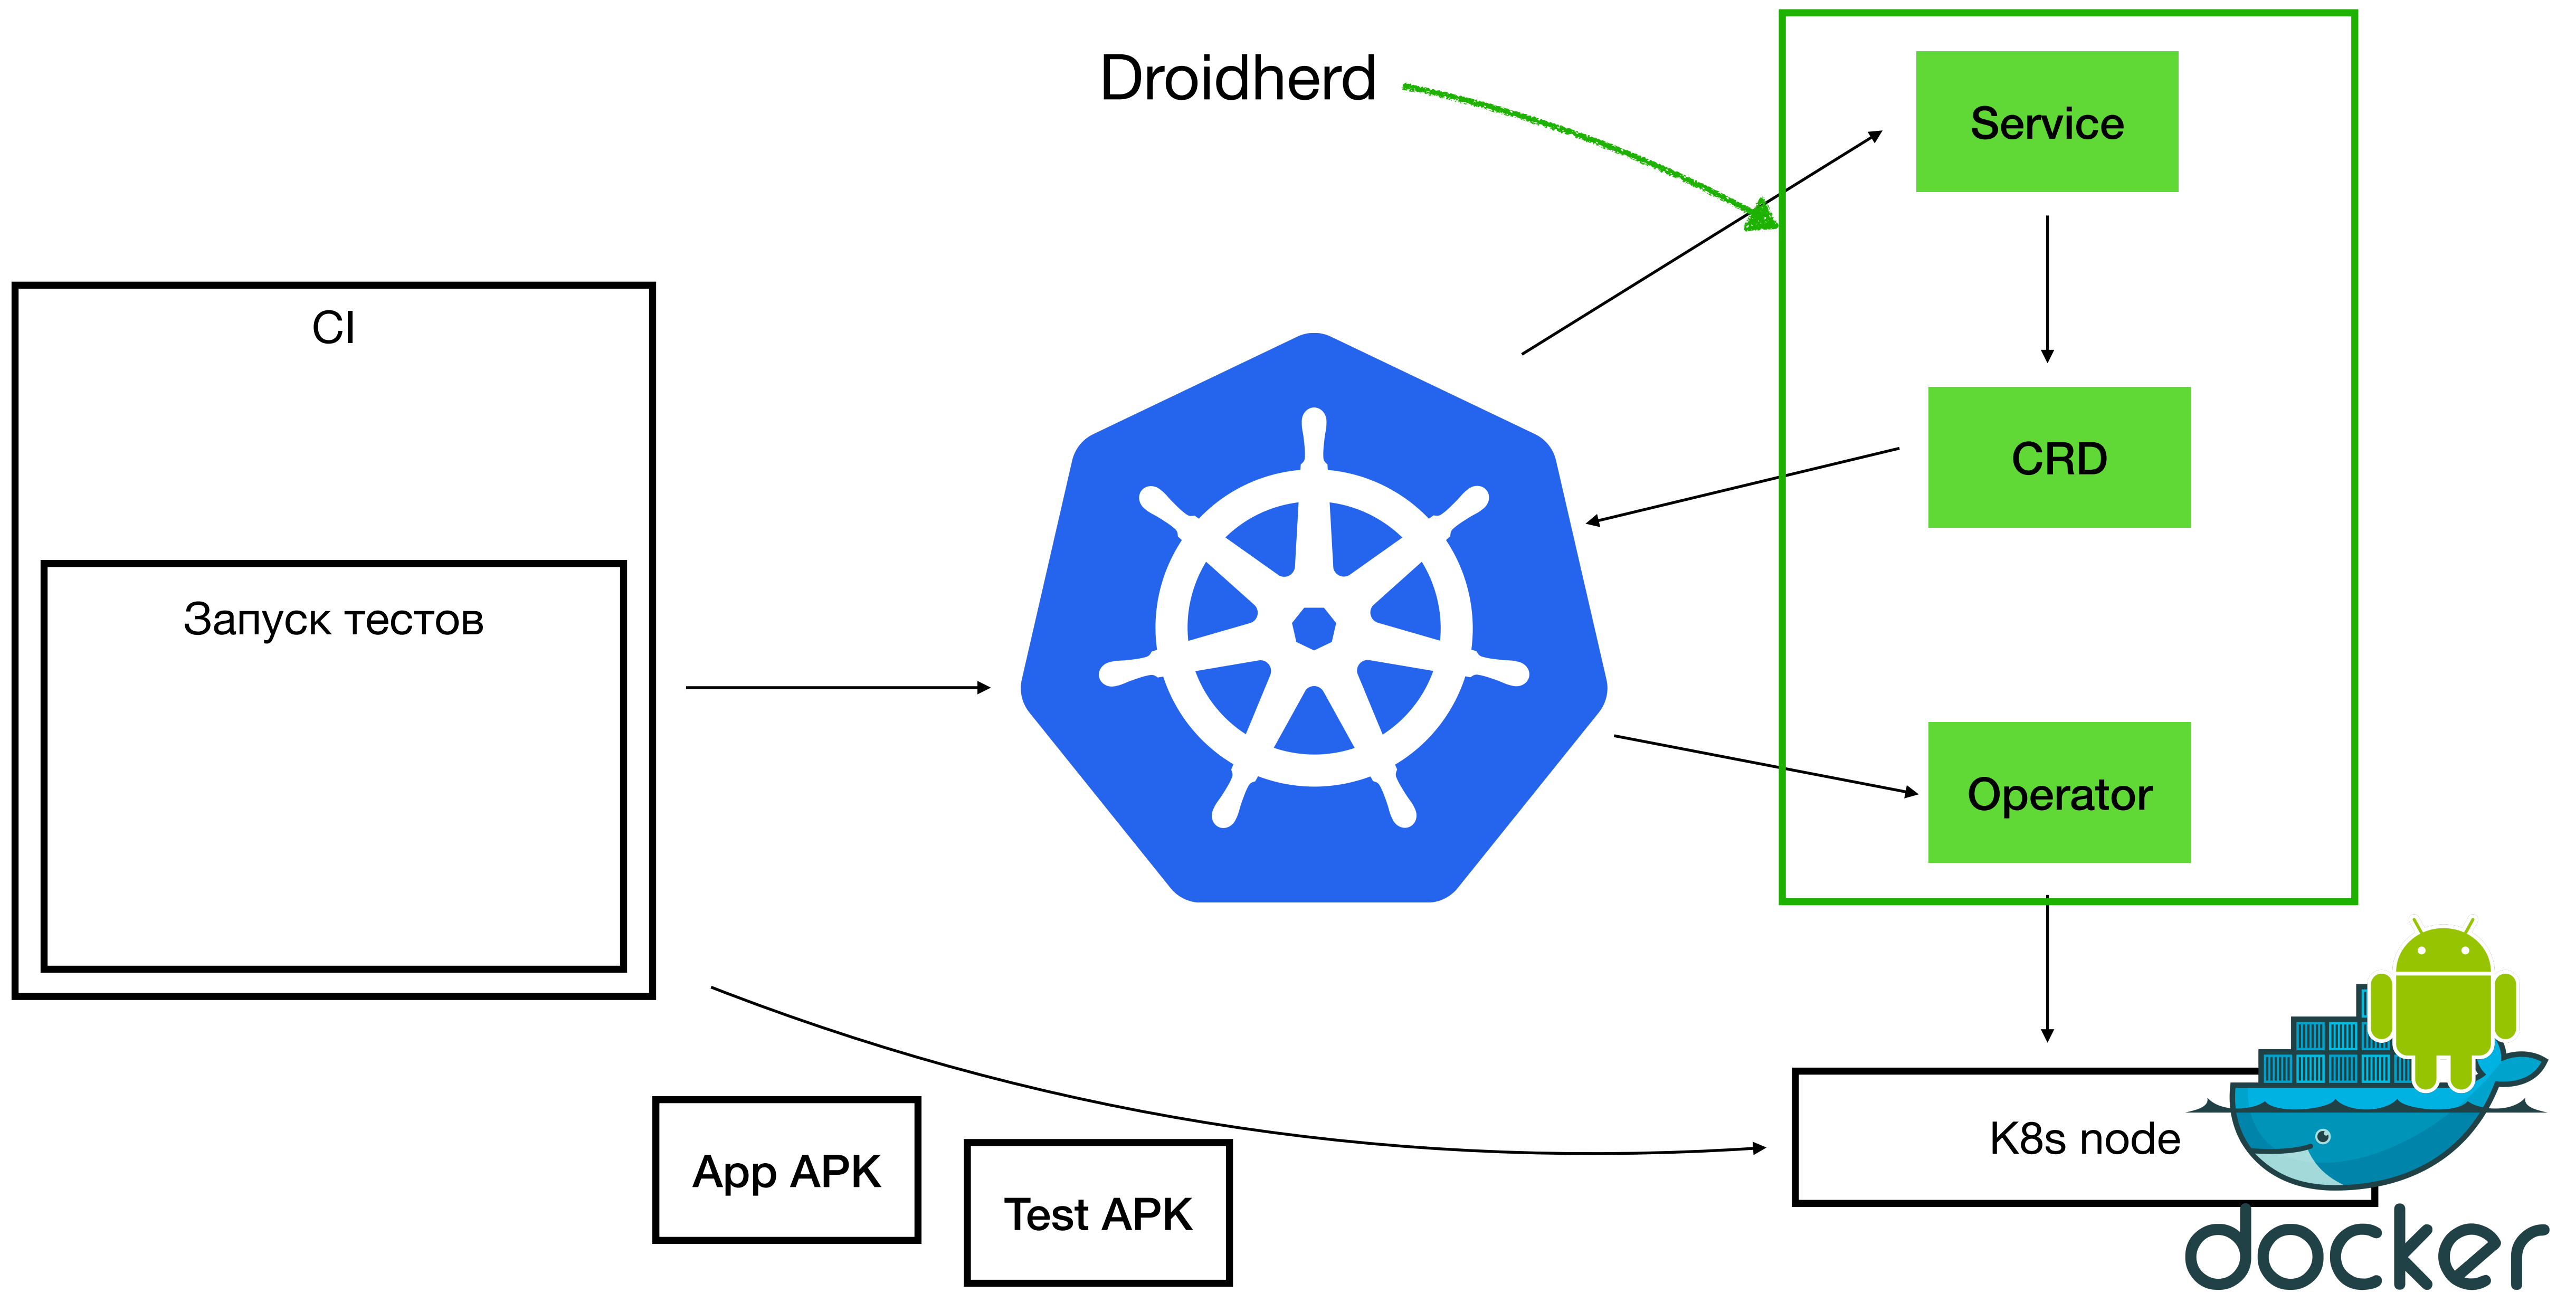 Droidherd
Service
CI
CRD
Запуск тестов
Operator
K8s node
App APK
Test APK
docker